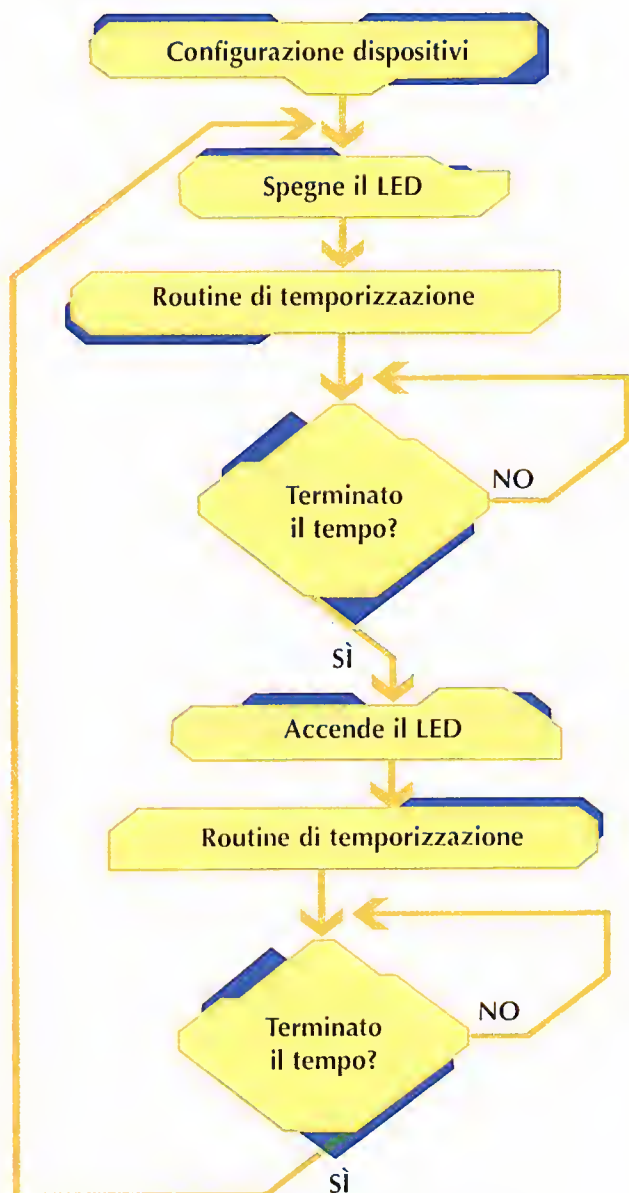 Configurazione dispositivi
Spegne il LED
Routine di temporizzazione
Terminato
il tempo?
NO
SÌ
Accende il LED
Routine di temporizzazione
Terminato
il tempo?
NO
SÌ